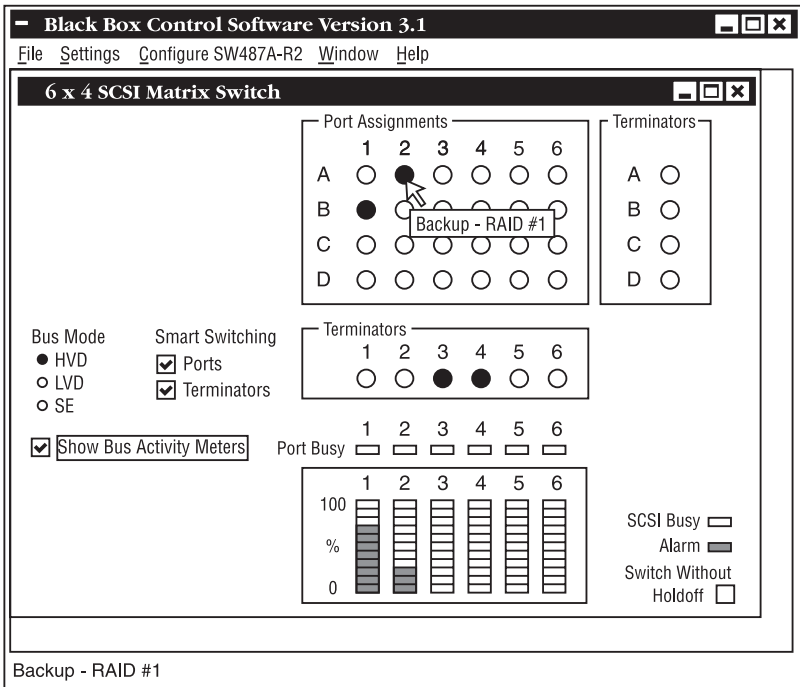 Black Box Control Software Version 3.1
File Settings Configure SW487A-R2 Window Help
6 x 4 SCSI Matrix Switch
Port Assignments
1 2 3 4 5 6
A
B
C
D
Backup - RAID #1
Terminators
A
B
C
D
Bus Mode
HVD
LVD
SE
Smart Switching
Ports
Terminators
Terminators
1 2 3 4 5 6
Show Bus Activity Meters
1 2 3 4 5 6
Port Busy
1 2 3 4 5 6
100
%
0
SCSI Busy
Alarm
Switch Without
Holdoff
Backup - RAID #1